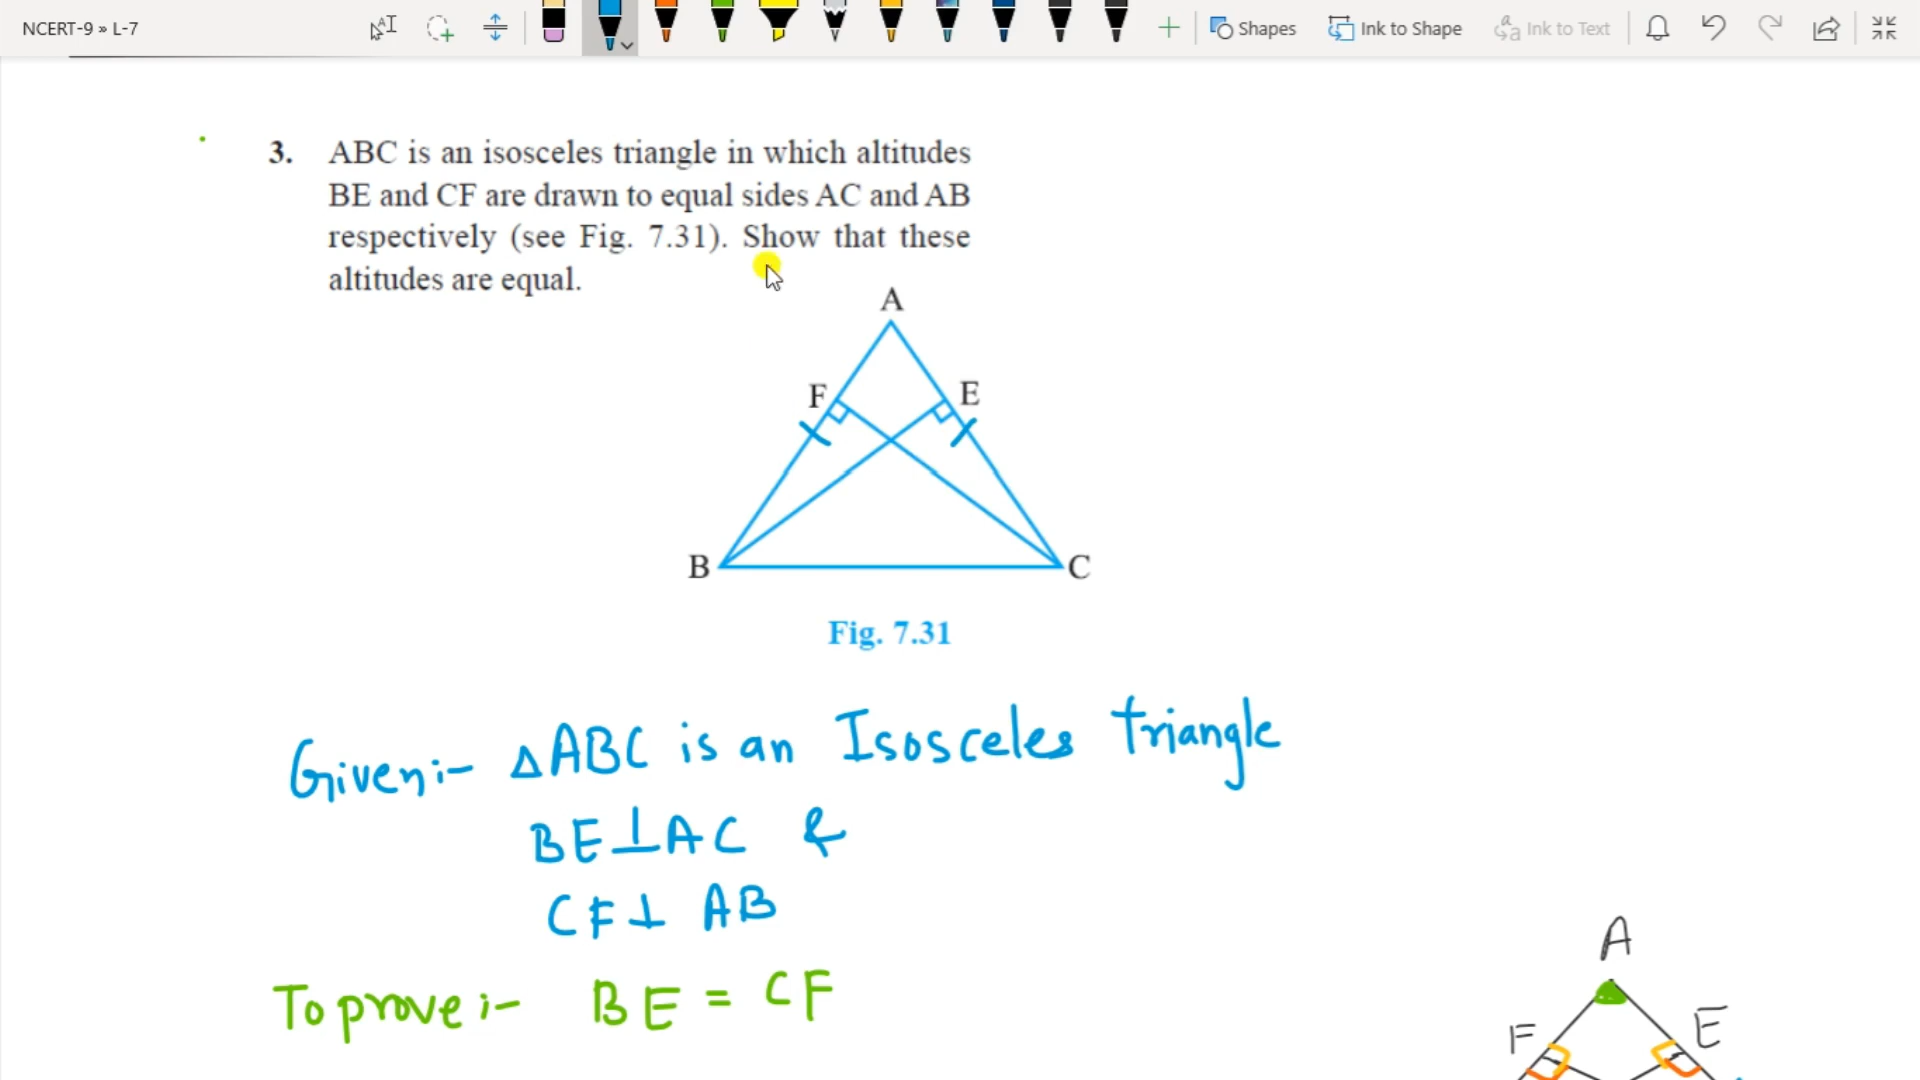 NCERT-9 » L-7
Shapes
Ink to Shape
Ink to Text
3. ABC is an isosceles triangle in which altitudes
BE and CF are drawn to equal sides AC and AB
respectively (see Fig. 7.31). Show that these
altitudes are equal.
A
F
E
B
C
Fig. 7.31
Given:- △ABC is an Isosceles triangle
BE⊥AC &
CF⊥ AB
To prove:- BE = CF
A
F
E